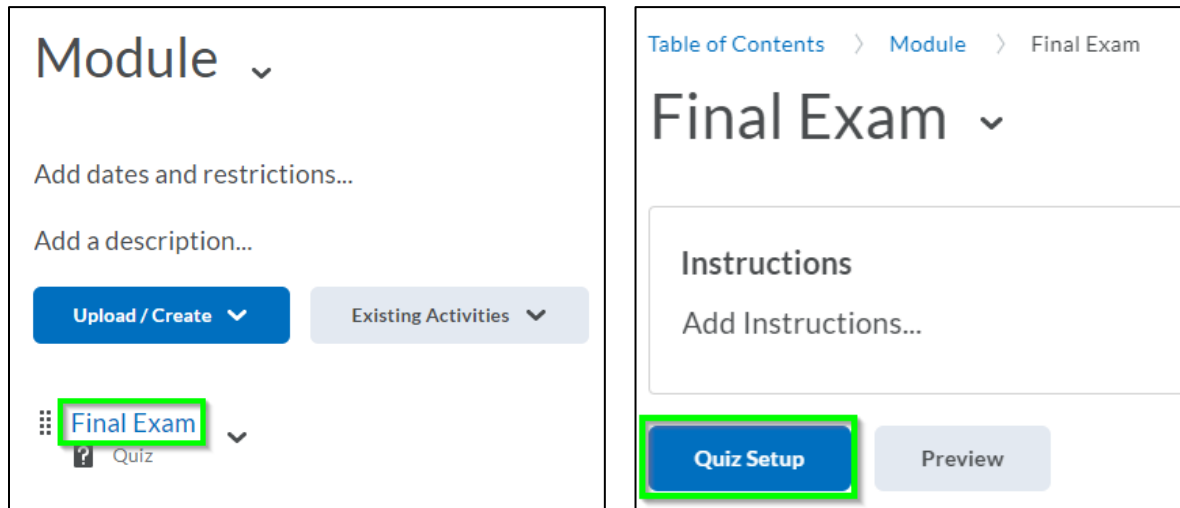 Module
Add dates and restrictions...
Add a description...
Upload / Create
Existing Activities
Final Exam
? Quiz
Table of Contents > Module > Final Exam
Final Exam
Instructions
Add Instructions...
Quiz Setup
Preview